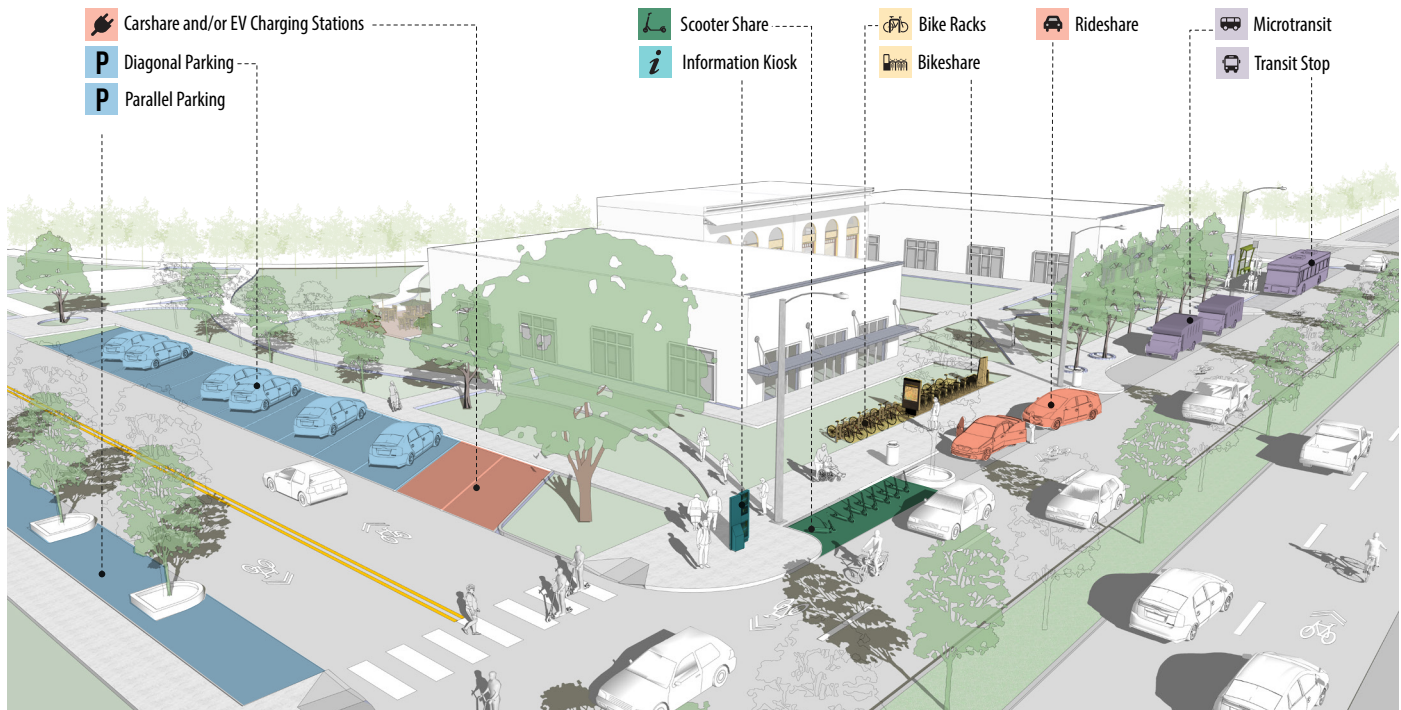 Carshare and/or EV Charging Stations
P Diagonal Parking
P Parallel Parking
Scooter Share
i Information Kiosk
Bike Racks
Bikeshare
Rideshare
Microtransit
Transit Stop